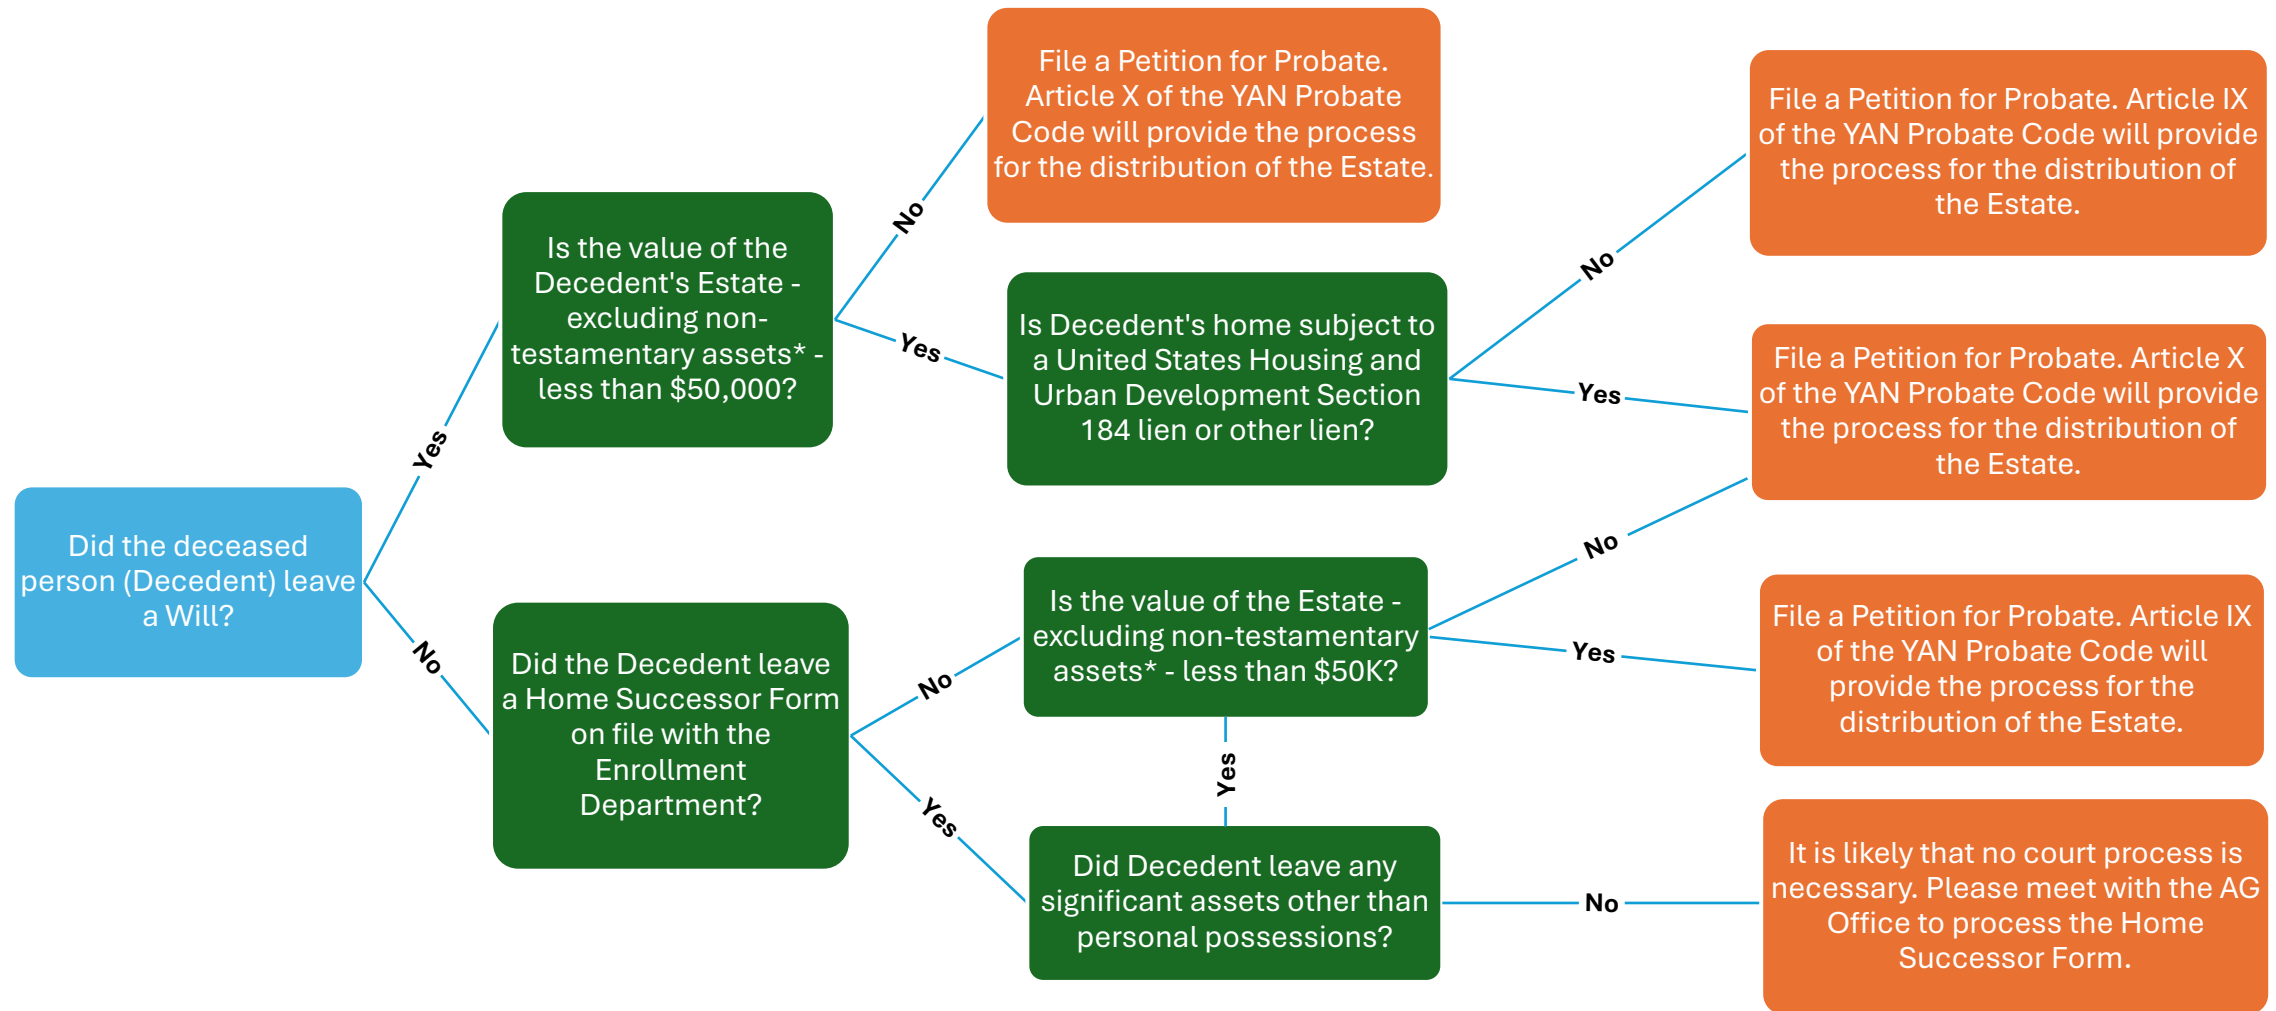 Did the deceased
person (Decedent) leave
a Will?
Yes
No
Is the value of the
Decedent's Estate -
excluding non-
testamentary assets* -
less than $50,000?
No
Yes
File a Petition for Probate.
Article X of the YAN Probate
Code will provide the process
for the distribution of the Estate.
Is Decedent's home subject to
a United States Housing and
Urban Development Section
184 lien or other lien?
No
Yes
File a Petition for Probate. Article IX
of the YAN Probate Code will provide
the process for the distribution of
the Estate.
File a Petition for Probate. Article X
of the YAN Probate Code will provide
the process for the distribution of
the Estate.
Did the Decedent leave
a Home Successor Form
on file with the
Enrollment
Department?
No
Yes
Is the value of the Estate -
excluding non-testamentary
assets* - less than $50K?
No
Yes
File a Petition for Probate. Article IX
of the YAN Probate Code will
provide the process for the
distribution of the Estate.
Yes
Did Decedent leave any
significant assets other than
personal possessions?
No
It is likely that no court process is
necessary. Please meet with the AG
Office to process the Home
Successor Form.